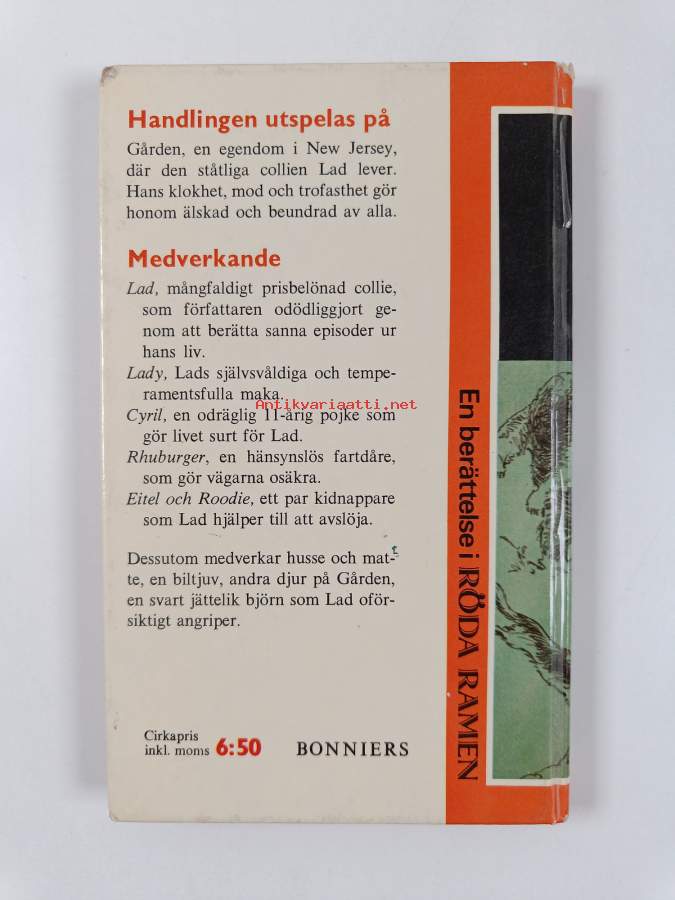 Handlingen utspelas på
Gården, en egendom i New Jersey,
där den ståtliga collien Lad lever.
Hans klokhet, mod och trofasthet gör
honom älskad och beundrad av alla.
Medverkande
Lad, mångfaldigt prisbelönad collie,
som författaren odödliggjort ge-
nom att berätta sanna episoder ur
hans liv.
Lady, Lads självsvåldiga och tempe-
ramentsfulla maka.
Antikvariaatti.net
Cyril, en odräglig 11-årig pojke som
gör livet surt för Lad.
Rhuburger, en hänsynslös fartdåre,
som gör vägarna osäkra.
Eitel och Roodie, ett par kidnappare
som Lad hjälper till att avslöja.
Dessutom medverkar husse och mat-
te, en biltjuv, andra djur på Gården,
en svart jättelik björn som Lad oför-
siktigt angriper.
Cirkapris
inkl. moms 6:50
BONNIERS
En berättelse i RÖDA RAMEN